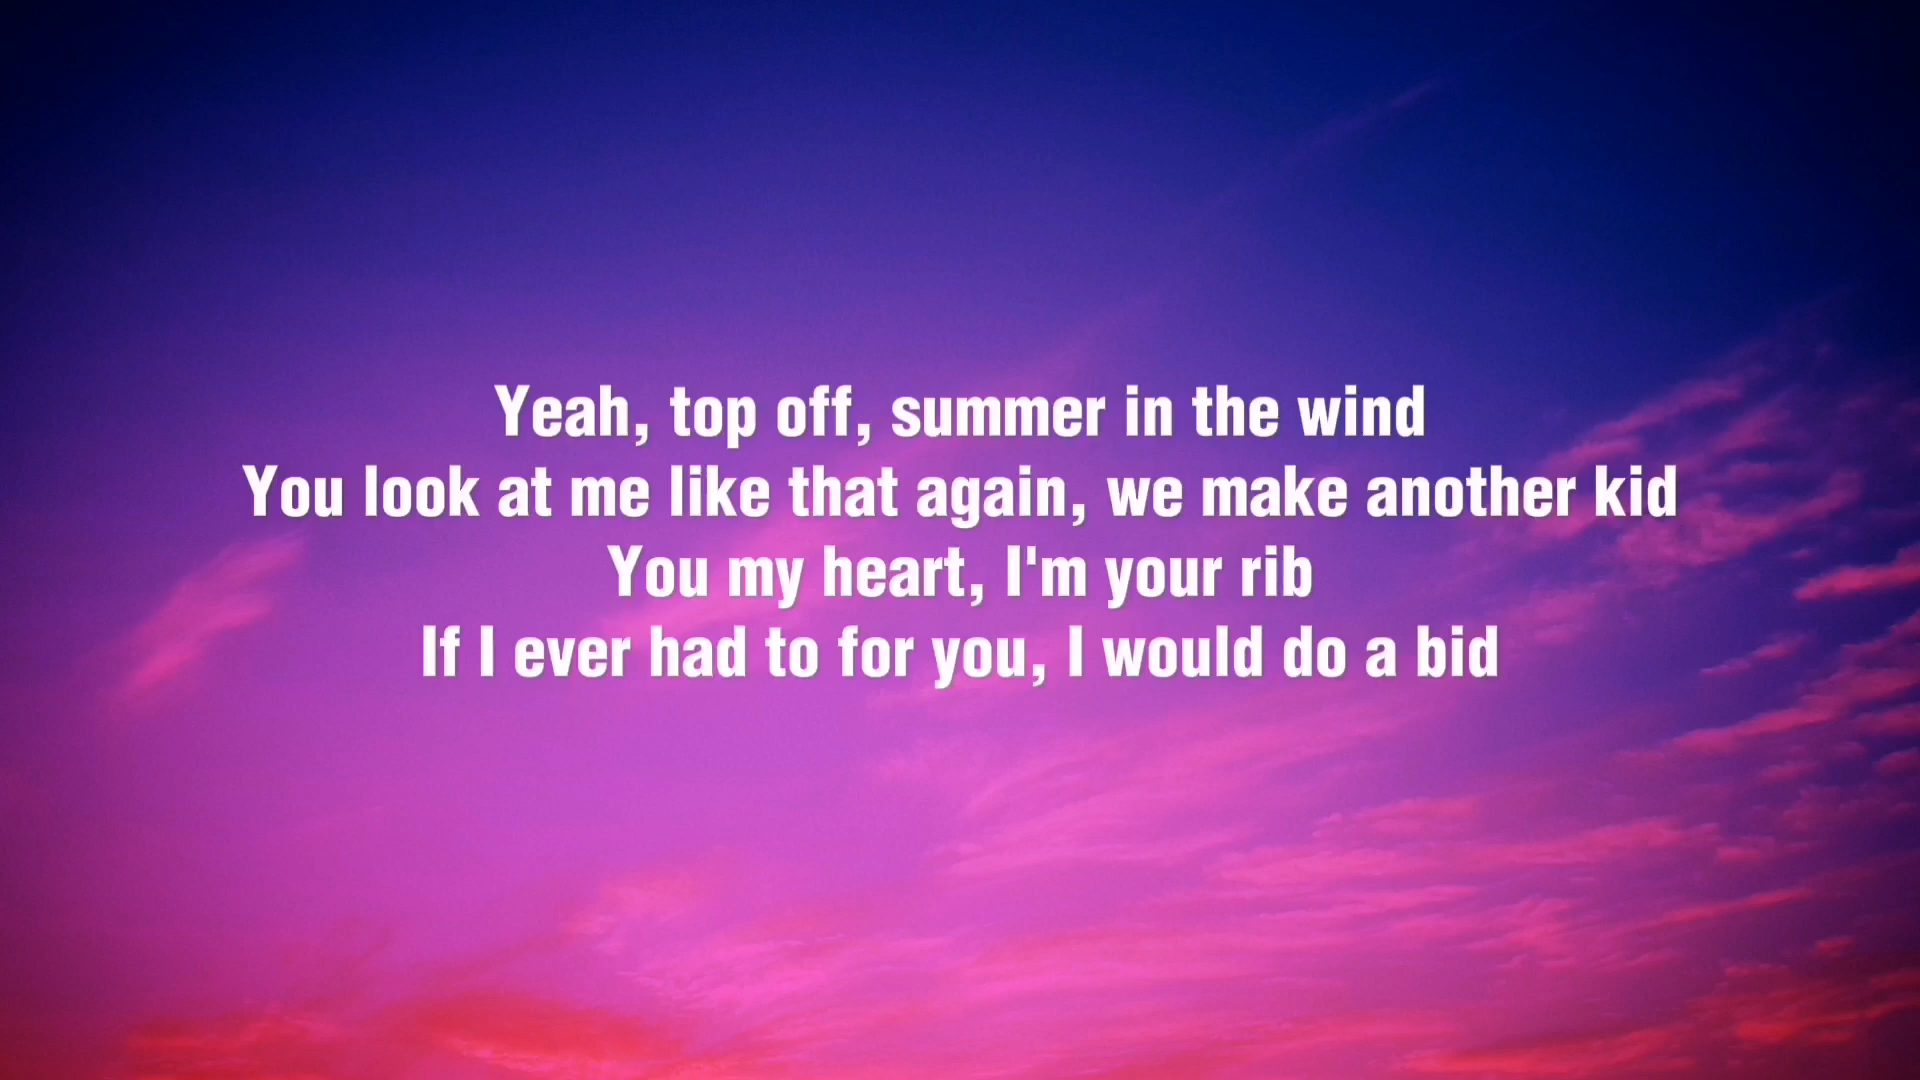 Yeah, top off, summer in the wind
You look at me like that again, we make another kid
You my heart, I'm your rib
If I ever had to for you, I would do a bid